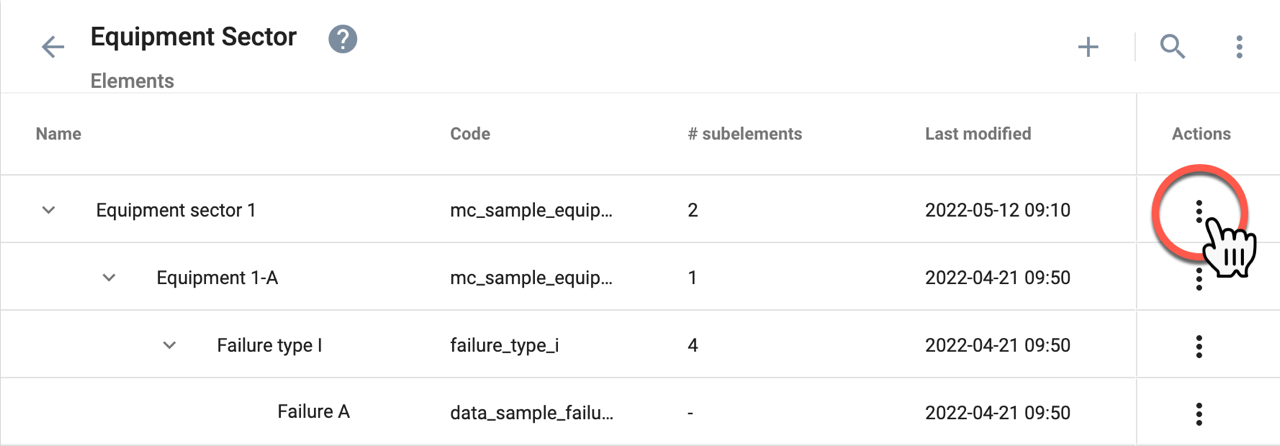 Equipment Sector ?
Elements
Name Code # subelements Last modified Actions
Equipment sector 1 mc_sample_equip... 2 2022-05-12 09:10
Equipment 1-A mc_sample_equip... 1 2022-04-21 09:50
Failure type I failure_type_i 4 2022-04-21 09:50
Failure A data_sample_failu... - 2022-04-21 09:50